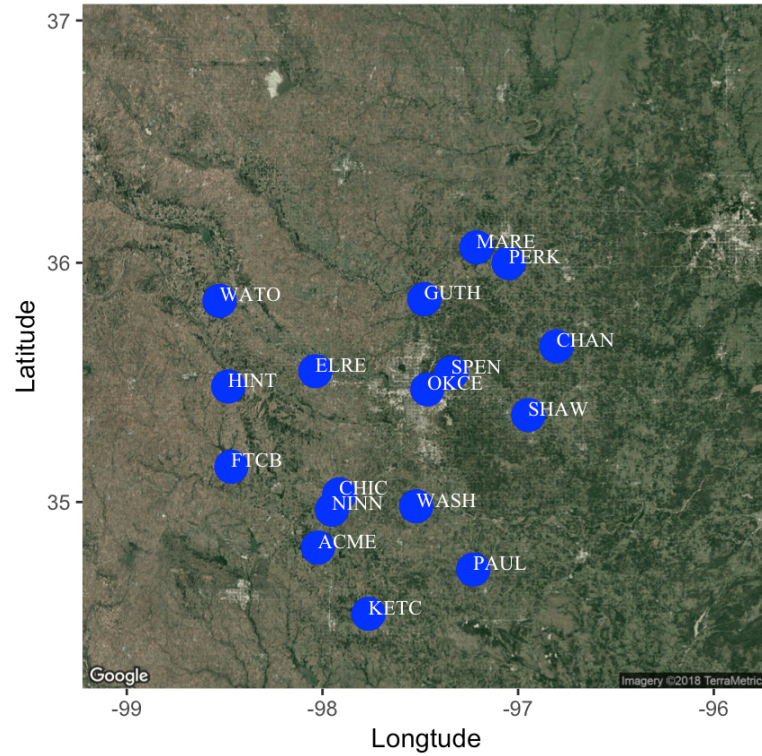 37
MARE
36
PERK
WATO
GUTH
CHAN
ELRE
SPEN
HINT
OKCE
SHAW
FTCB
35
CHIC
NINN
WASH
ACME
PAUL
KETC
Google
Imagery ©2018 TerraMetric
-99
-98
-97
-96
Longtude
Latitude